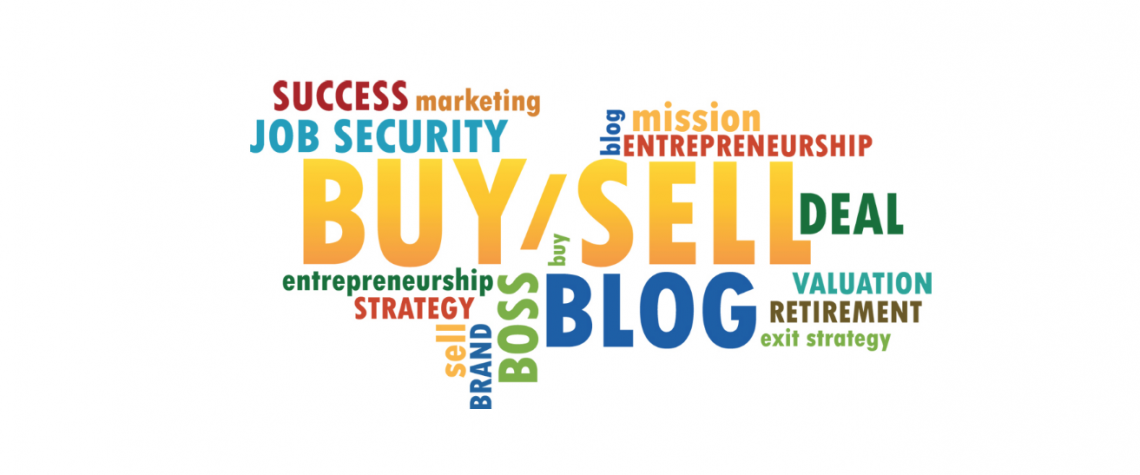 SUCCESS marketing
JOB SECURITY
blog
mission
ENTREPRENEURSHIP
BUY/SELL
DEAL
buy
entrepreneurship
STRATEGY
sell
BRAND
BOSS
BLOG
VALUATION
RETIREMENT
exit strategy